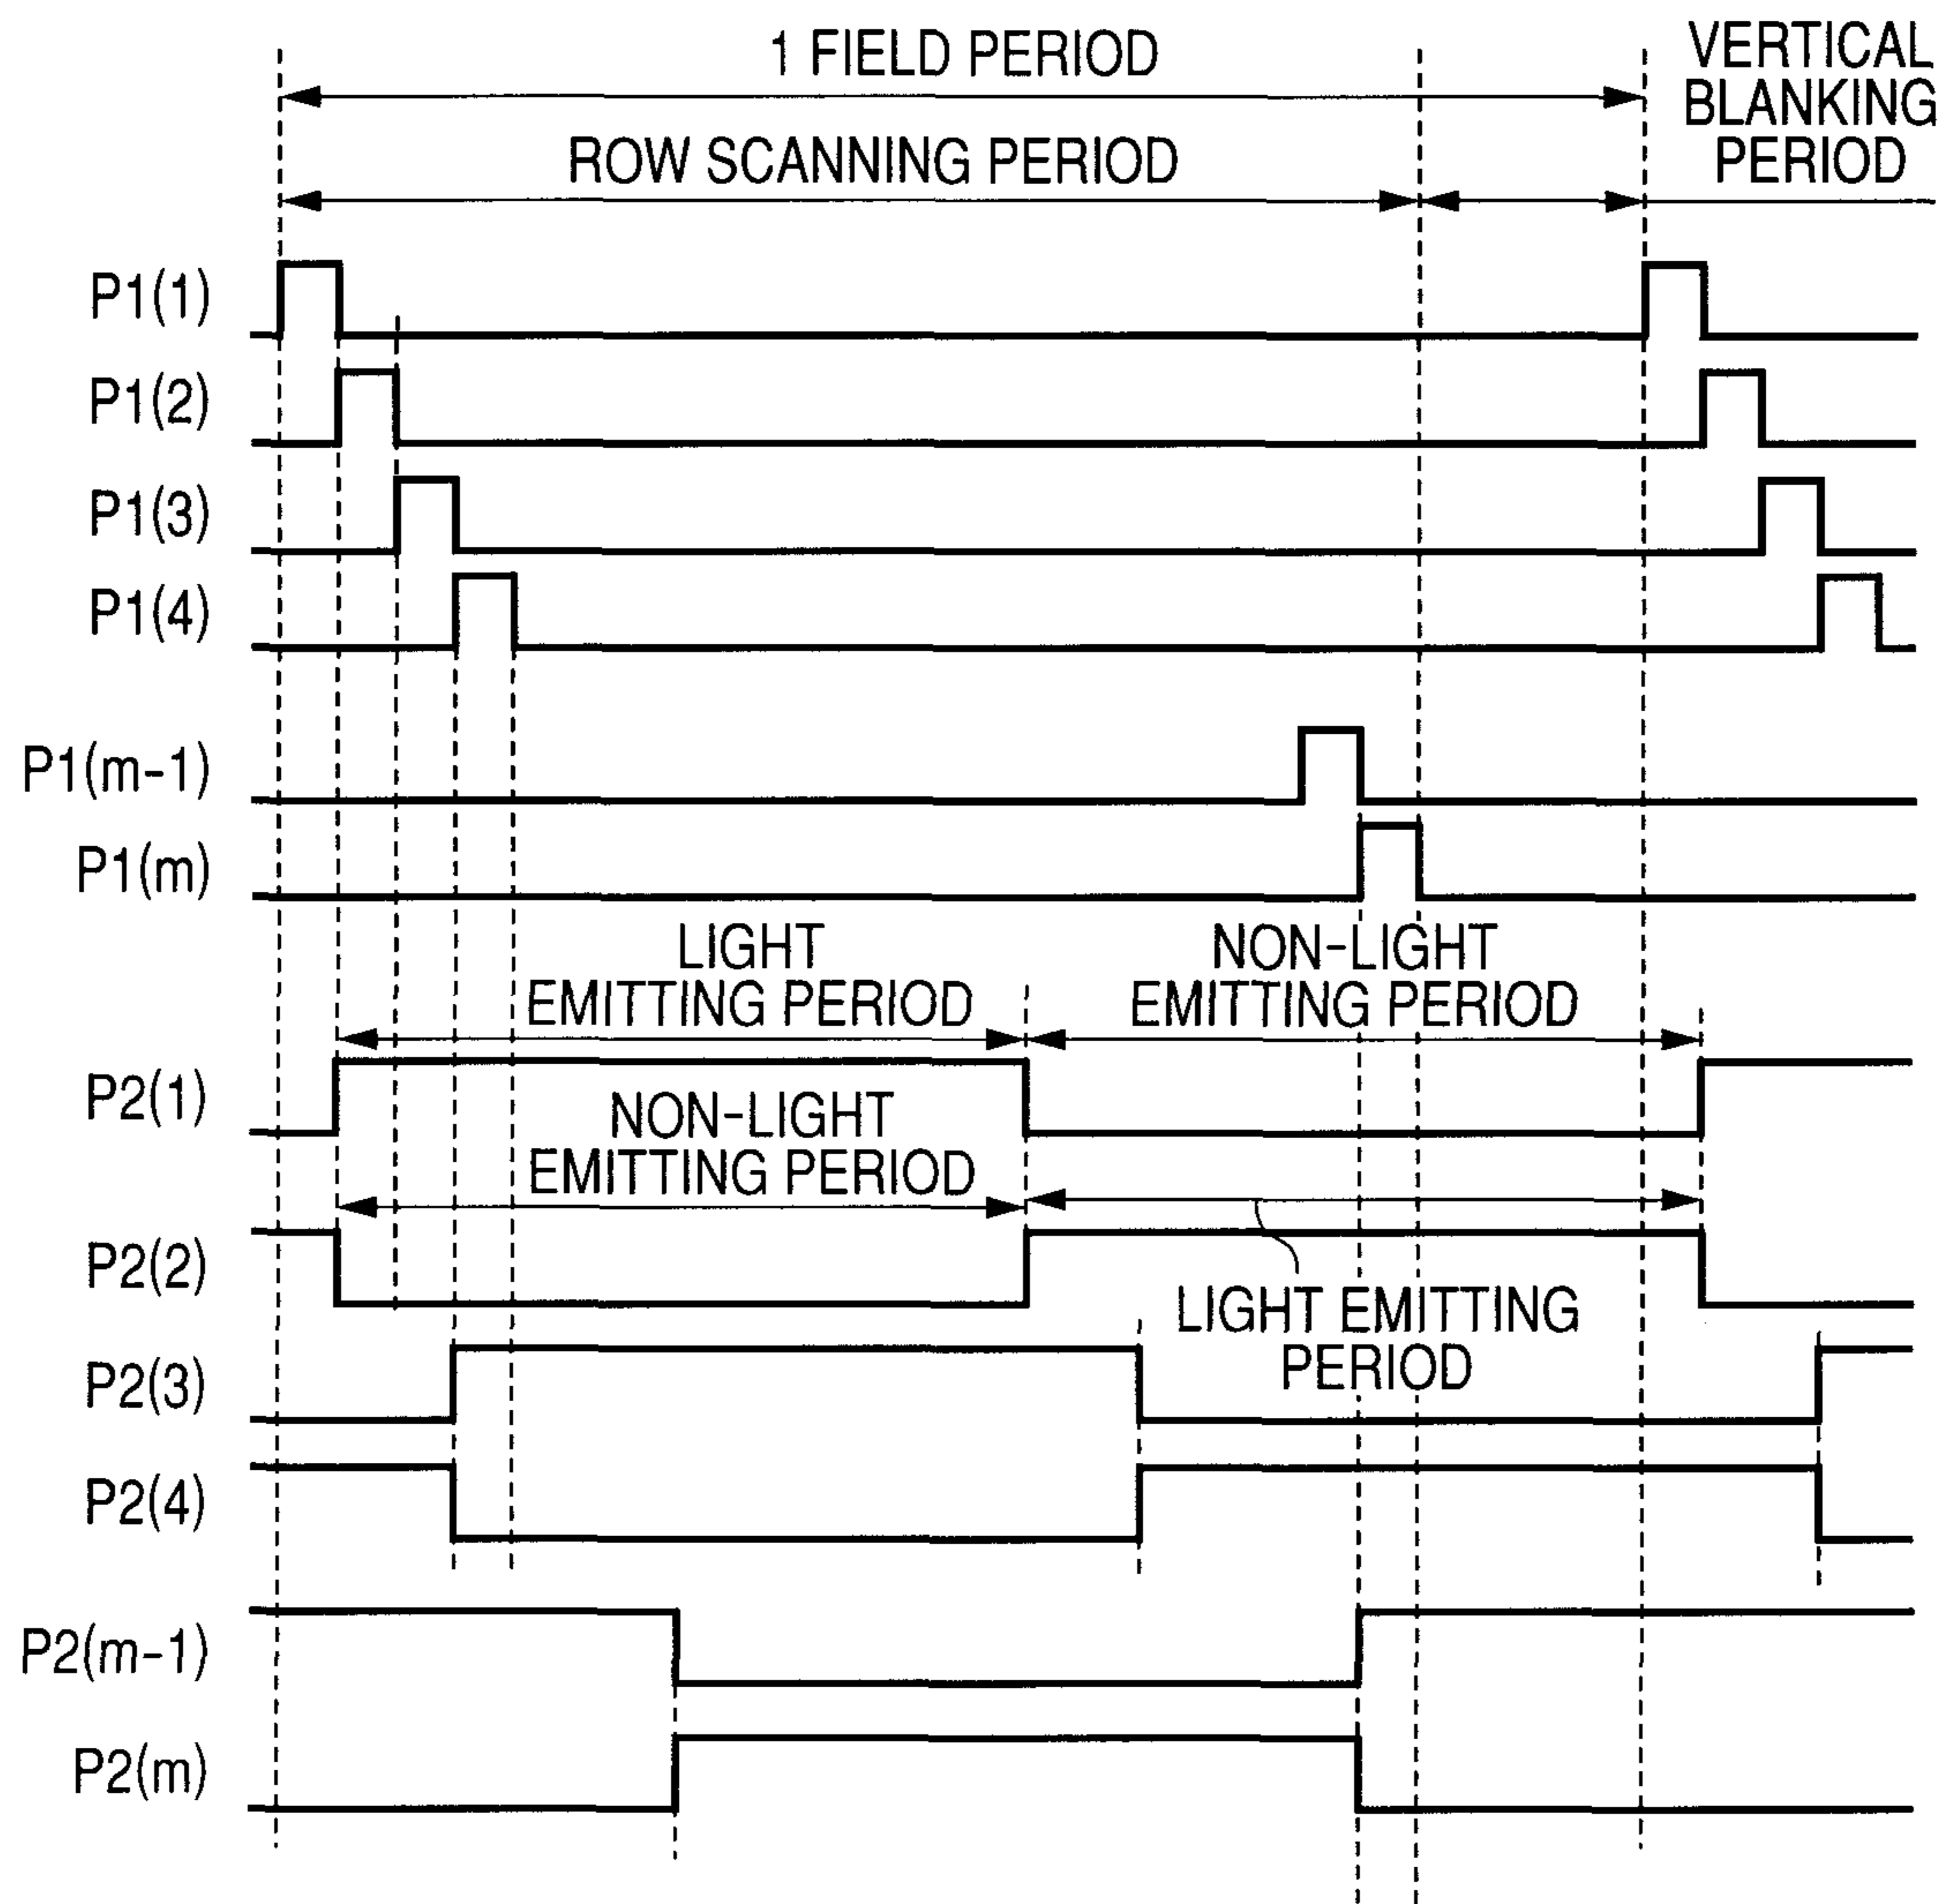 1 FIELD PERIOD
VERTICAL
BLANKING
PERIOD
ROW SCANNING PERIOD
P1(1)
P1(2)
P1(3)
P1(4)
P1(m-1)
P1(m)
LIGHT
EMITTING PERIOD
NON-LIGHT
EMITTING PERIOD
P2(1)
NON-LIGHT
EMITTING PERIOD
P2(2)
LIGHT EMITTING
PERIOD
P2(3)
P2(4)
P2(m-1)
P2(m)